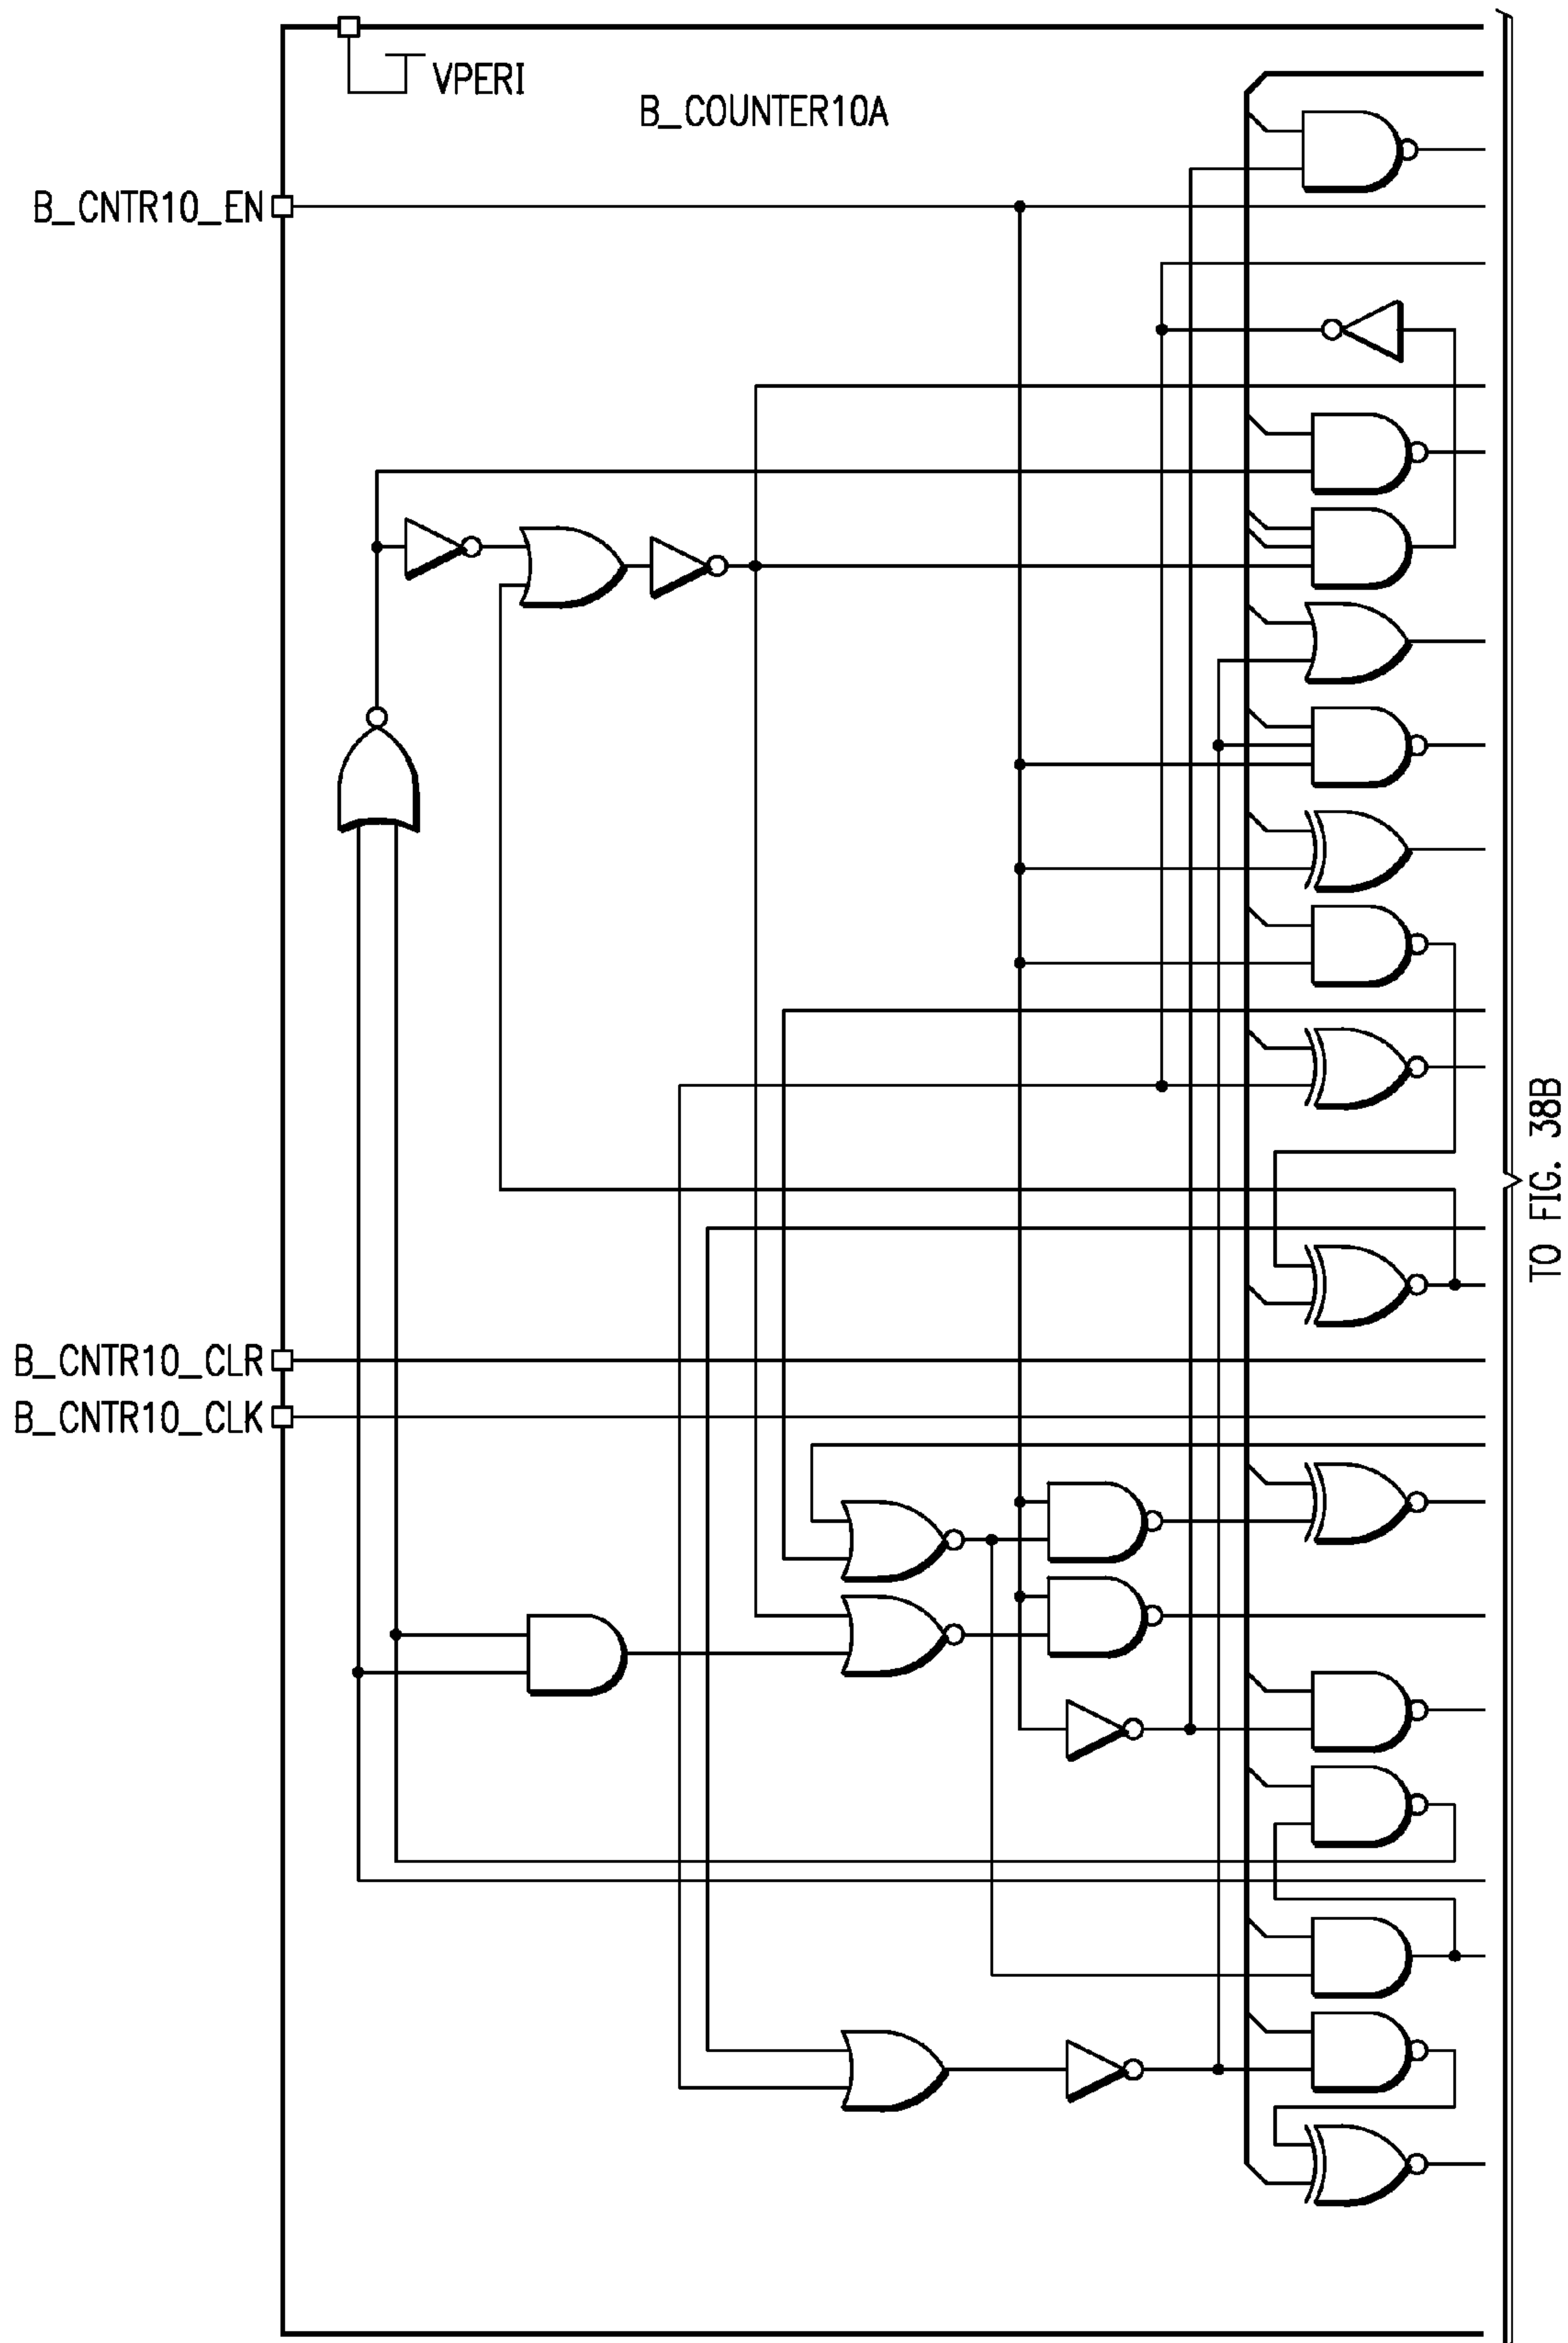 VPERI
B_COUNTER10A
B_CNTR10_EN
B_CNTR10_CLR
B_CNTR10_CLK
TO FIG. 38B